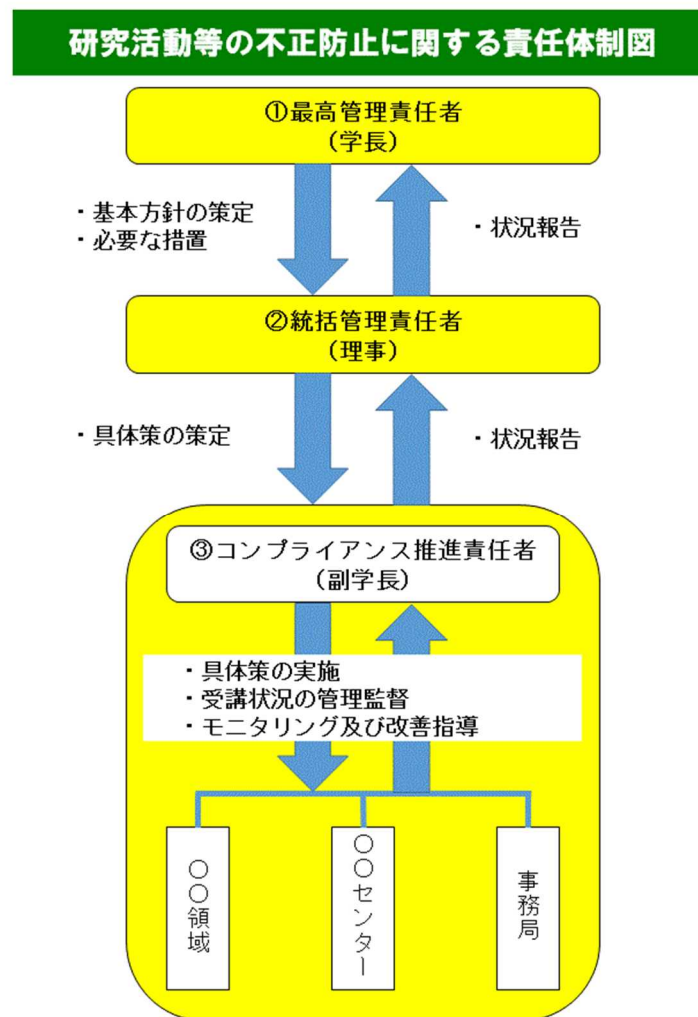 研究活動等の不正防止に関する責任体制図
①最高管理責任者
(学長)
・基本方針の策定
・必要な措置
・状況報告
②統括管理責任者
(理事)
・具体策の策定
・状況報告
③コンプライアンス推進責任者
(副学長)
・具体策の実施
・受講状況の管理監督
・モニタリング及び改善指導
〇〇領域
〇〇センター
事務局